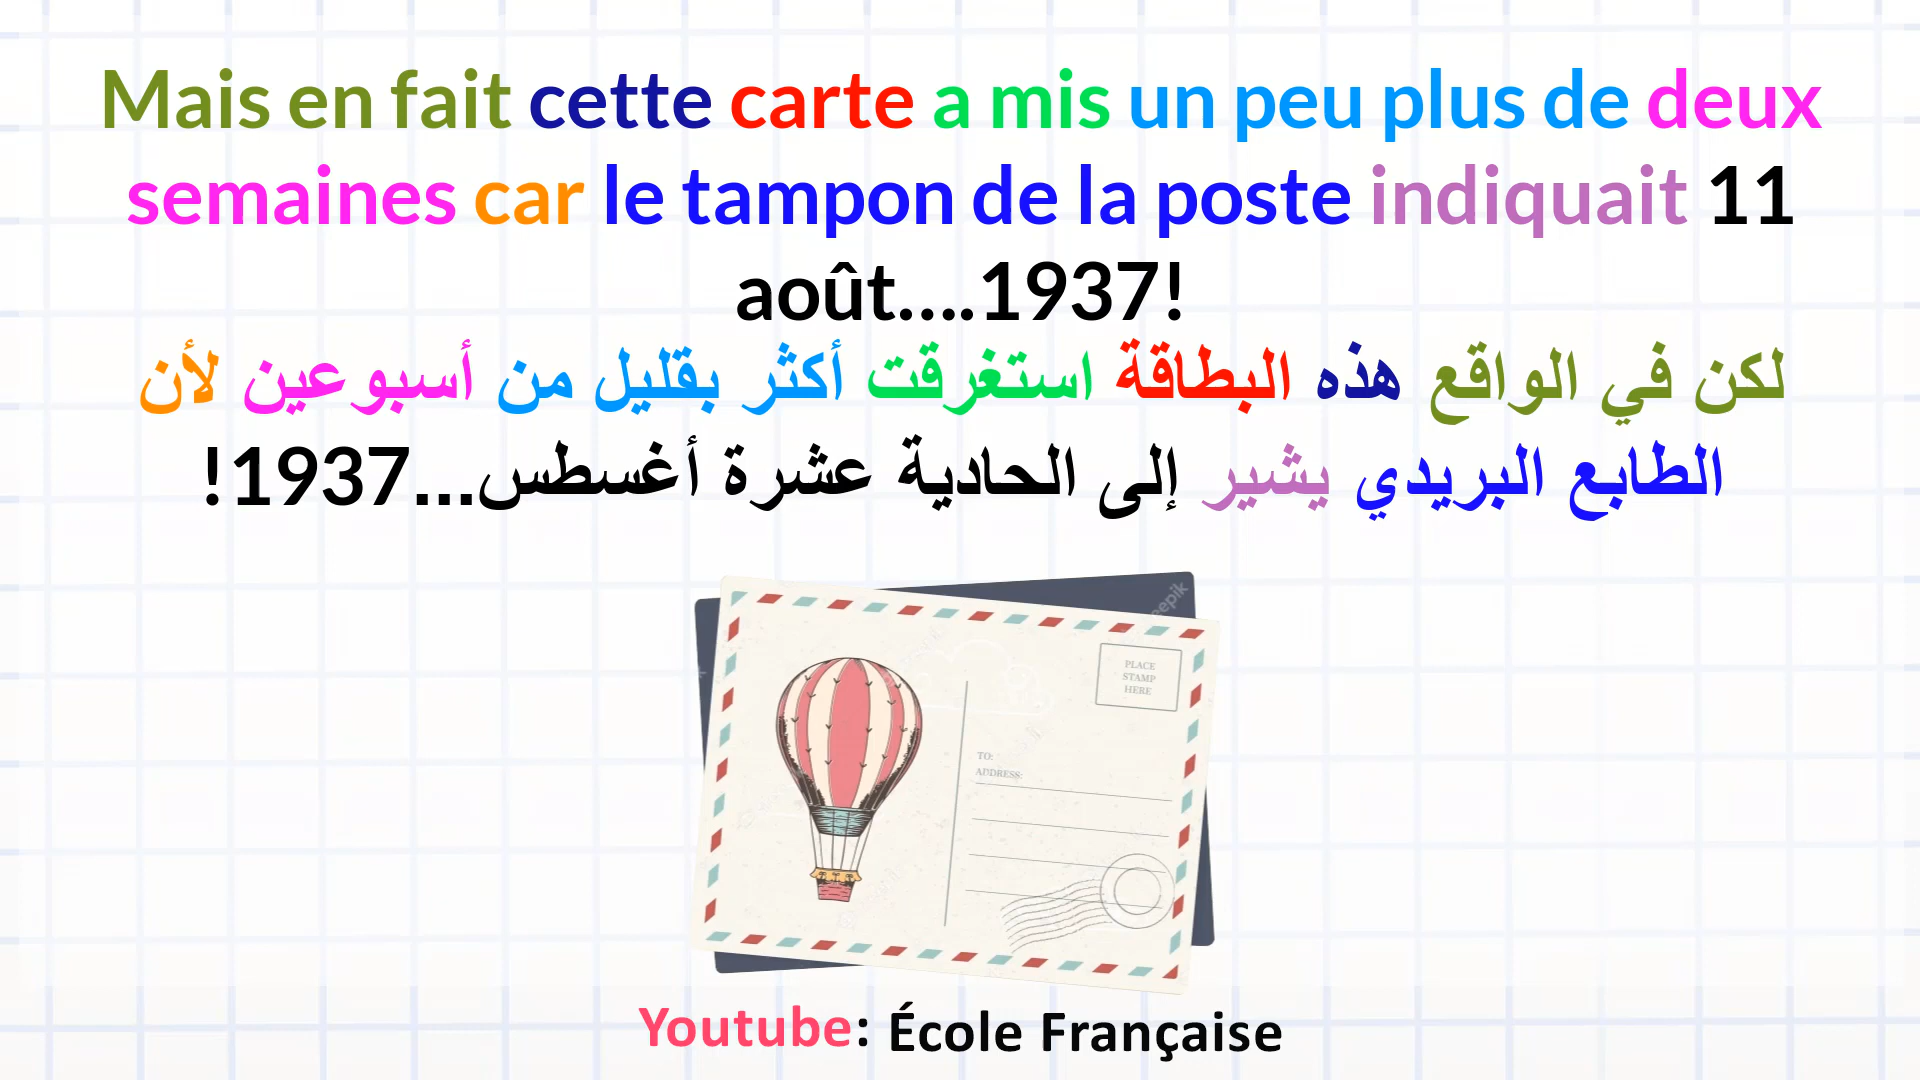 Mais en fait cette carte a mis un peu plus de deux
semaines car le tampon de la poste indiquait 11
août....1937!
لكن في الواقع هذه البطاقة استغرقت أكثر بقليل من أسبوعين لأن
الطابع البريدي يشير إلى الحادية عشرة أغسطس...1937!
eepik
PLACE
STAMP
HERE
TO:
ADDRESS:
Youtube: École Française